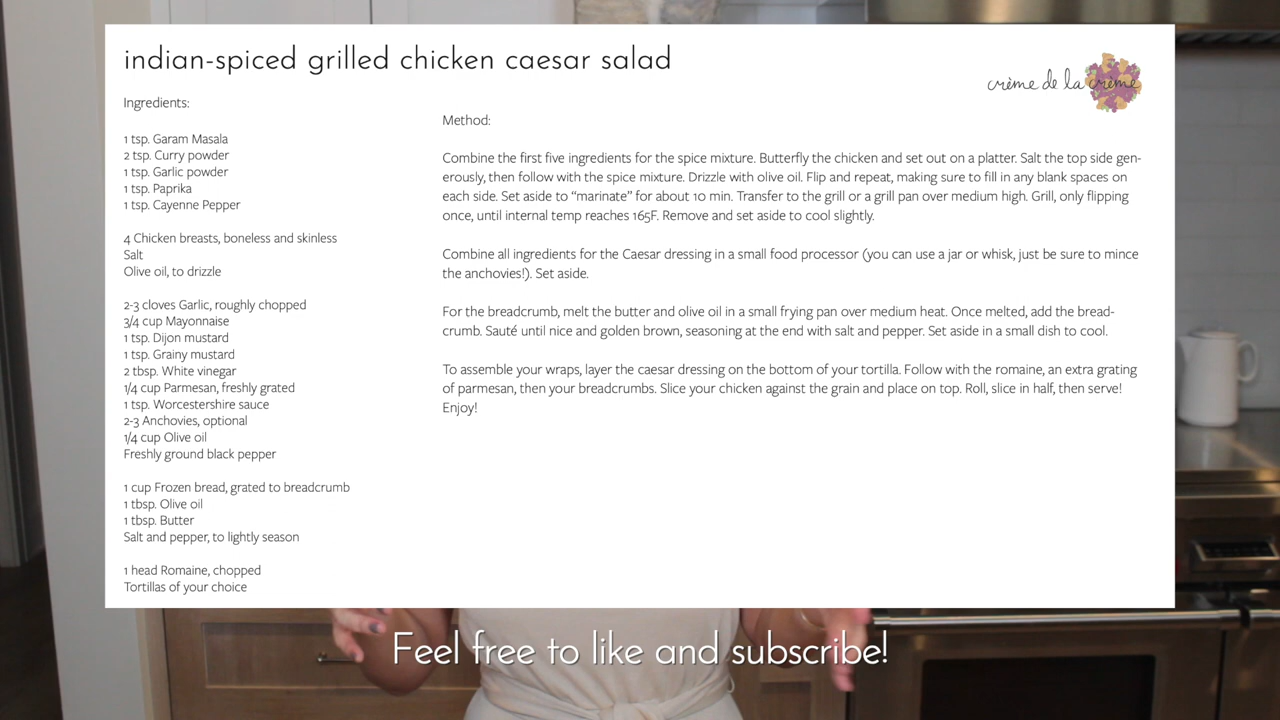 indian-spiced grilled chicken caesar salad
crème de la crème
Ingredients:
1 tsp. Garam Masala
2 tsp. Curry powder
1 tsp. Garlic powder
1 tsp. Paprika
1 tsp. Cayenne Pepper
4 Chicken breasts, boneless and skinless
Salt
Olive oil, to drizzle
2-3 cloves Garlic, roughly chopped
3/4 cup Mayonnaise
1 tsp. Dijon mustard
1 tsp. Grainy mustard
2 tbsp. White vinegar
1/4 cup Parmesan, freshly grated
1 tsp. Worcestershire sauce
2-3 Anchovies, optional
1/4 cup Olive oil
Freshly ground black pepper
1 cup Frozen bread, grated to breadcrumb
1 tbsp. Olive oil
1 tbsp. Butter
Salt and pepper, to lightly season
1 head Romaine, chopped
Tortillas of your choice
Method:
Combine the first five ingredients for the spice mixture. Butterfly the chicken and set out on a platter. Salt the top side gen-
erously, then follow with the spice mixture. Drizzle with olive oil. Flip and repeat, making sure to fill in any blank spaces on
each side. Set aside to “marinate” for about 10 min. Transfer to the grill or a grill pan over medium high. Grill, only flipping
once, until internal temp reaches 165F. Remove and set aside to cool slightly.
Combine all ingredients for the Caesar dressing in a small food processor (you can use a jar or whisk, just be sure to mince
the anchovies!). Set aside.
For the breadcrumb, melt the butter and olive oil in a small frying pan over medium heat. Once melted, add the bread-
crumb. Sauté until nice and golden brown, seasoning at the end with salt and pepper. Set aside in a small dish to cool.
To assemble your wraps, layer the caesar dressing on the bottom of your tortilla. Follow with the romaine, an extra grating
of parmesan, then your breadcrumbs. Slice your chicken against the grain and place on top. Roll, slice in half, then serve!
Enjoy!
Feel free to like and subscribe!